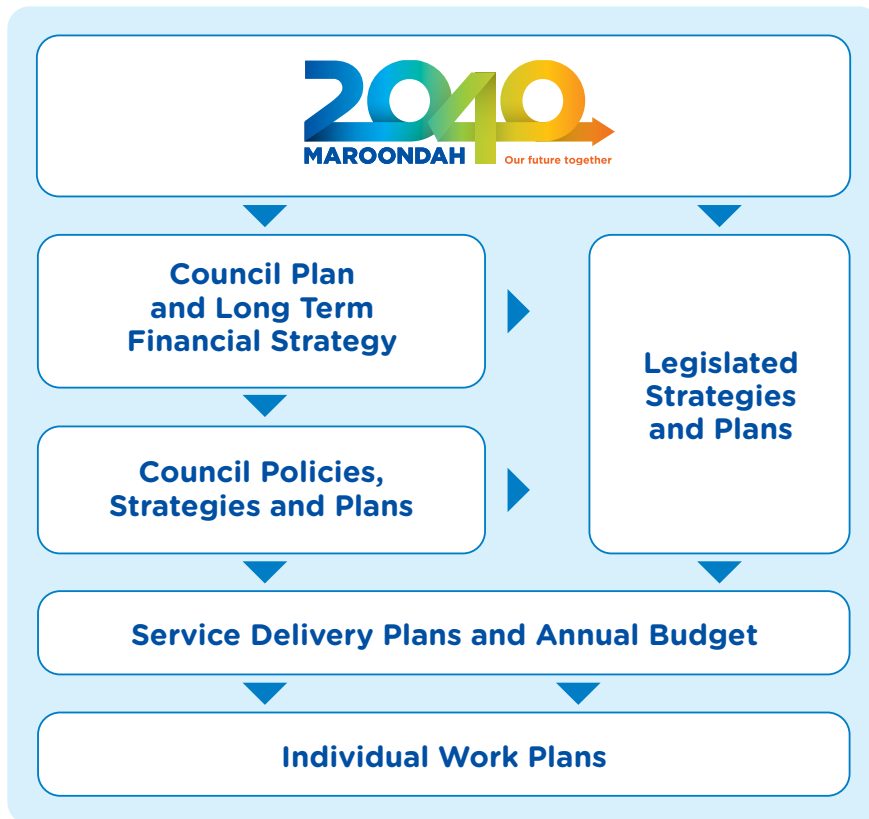 2040
MAROONDAH
Our future together
Council Plan
and Long Term
Financial Strategy
Legislated
Strategies
and Plans
Council Policies,
Strategies and Plans
Service Delivery Plans and Annual Budget
Individual Work Plans